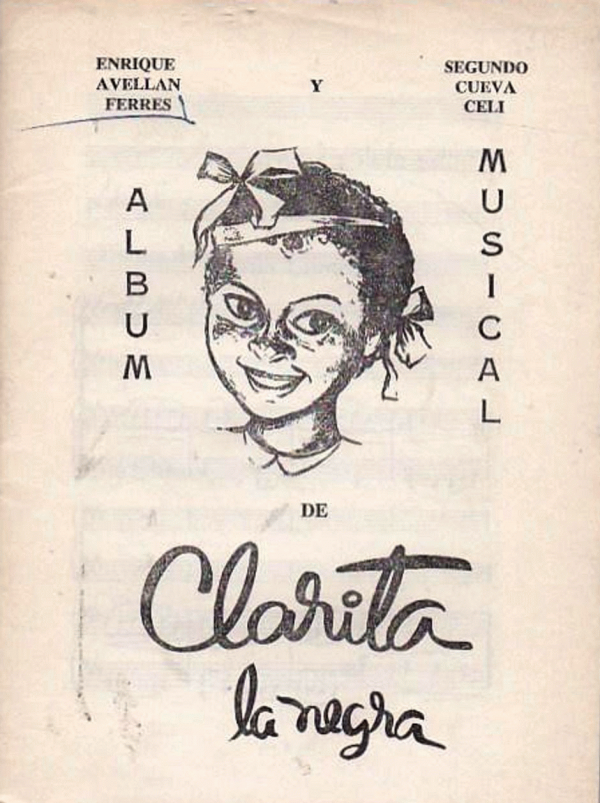 ENRIQUE
AVELLAN
FERRES
Y
SEGUNDO
CUEVA
CELI
ALBUM
MUSICAL
DE
Clarita
la negra